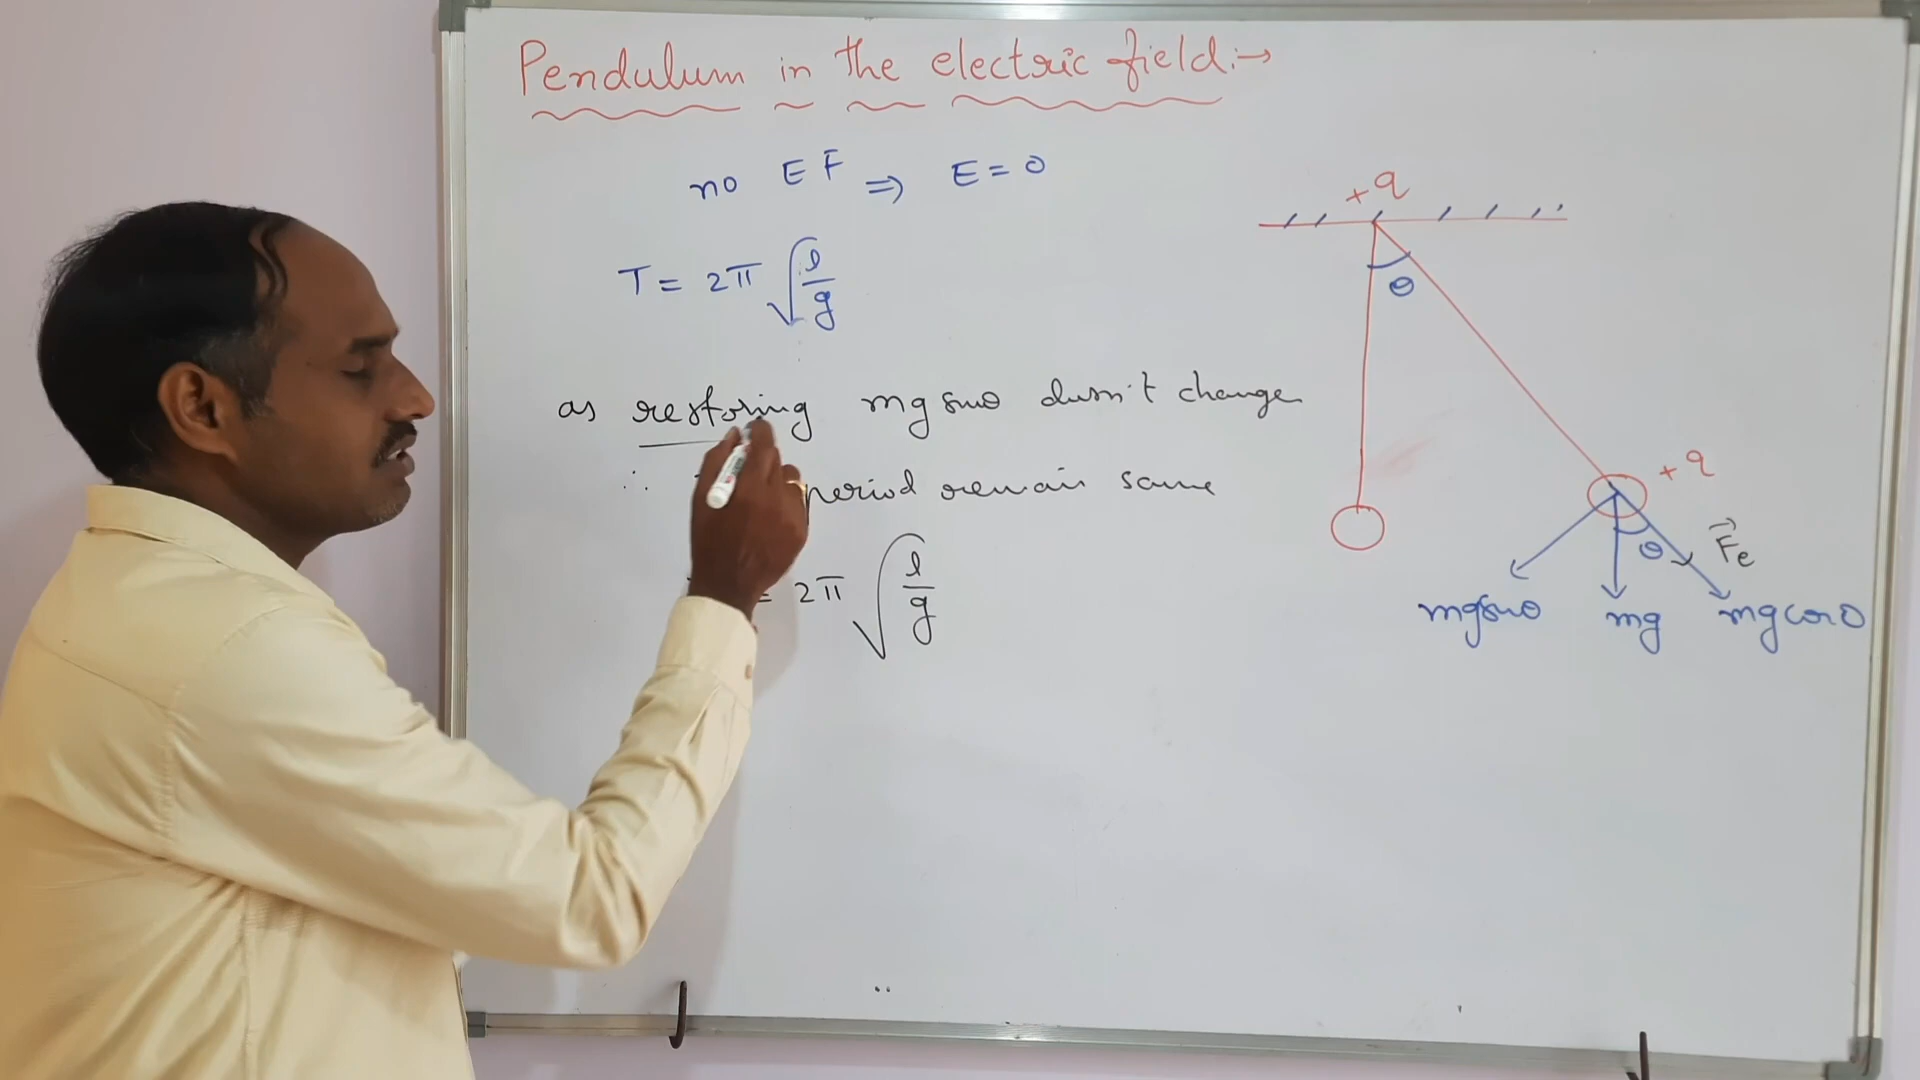 Pendulum in the electric field:→
no EF ⇒ E = 0
T = 2π √(l/g)
as restoring mg sinθ dusn't change
∴ period remain same
= 2π √(l/g)
+q
θ
+q
θ
F⃗e
mg sinθ
mg
mg cosθ